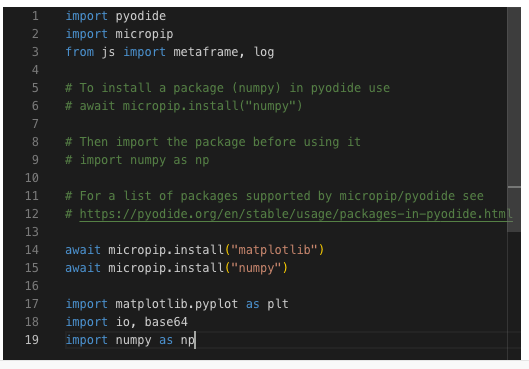 1 import pyodide
2 import micropip
3 from js import metaframe, log
4
5 # To install a package (numpy) in pyodide use
6 # await micropip.install("numpy")
7
8 # Then import the package before using it
9 # import numpy as np
10
11 # For a list of packages supported by micropip/pyodide see
12 # https://pyodide.org/en/stable/usage/packages-in-pyodide.html
13
14 await micropip.install("matplotlib")
15 await micropip.install("numpy")
16
17 import matplotlib.pyplot as plt
18 import io, base64
19 import numpy as np